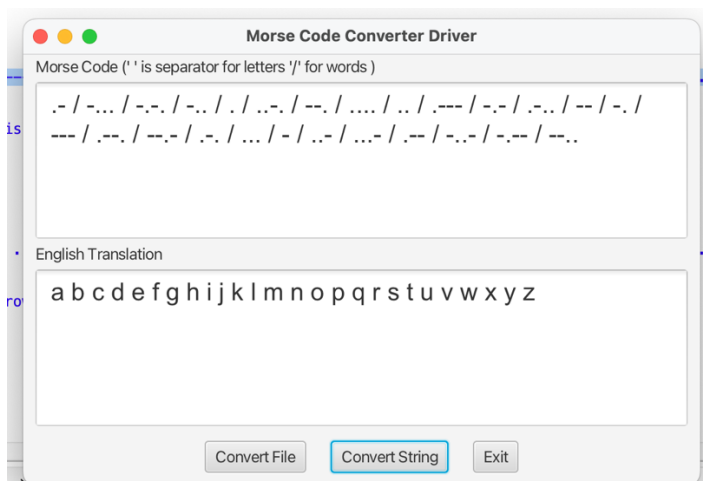 Morse Code Converter Driver
Morse Code (' ' is separator for letters '/' for words )
.- / -... / -.-. / -.. / . / ..-. / --. / .... / .. / .--- / -.- / .-.. / -- / -. /
--- / .--. / --.- / .-. / ... / - / ..- / ...- / .-- / -..- / -.-- / --..
is
English Translation
a b c d e f g h i j k l m n o p q r s t u v w x y z
Convert File
Convert String
Exit